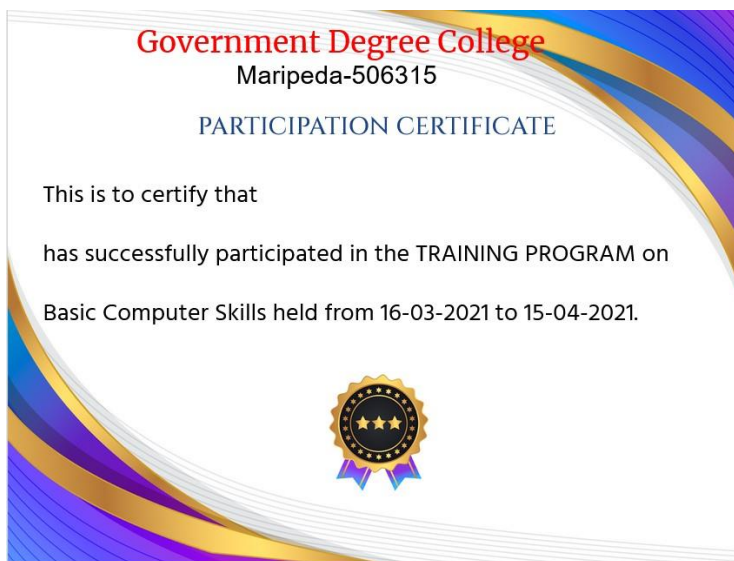 Government Degree College
Maripeda-506315
PARTICIPATION CERTIFICATE
This is to certify that
has successfully participated in the TRAINING PROGRAM on
Basic Computer Skills held from 16-03-2021 to 15-04-2021.